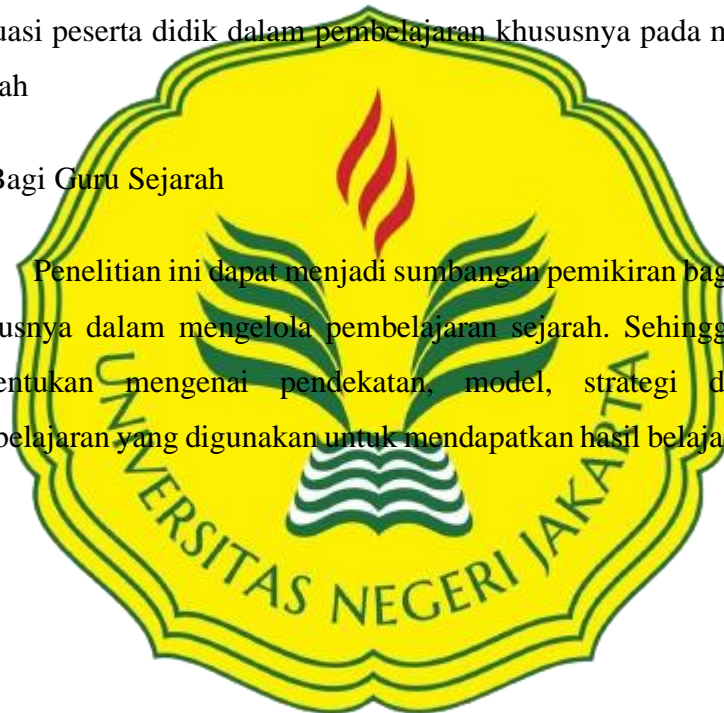 uasi peserta didik dalam pembelajaran khususnya pada m
ah
Bagi Guru Sejarah
Penelitian ini dapat menjadi sumbangan pemikiran bag
usnya dalam mengelola pembelajaran sejarah. Sehingg
entukan mengenai pendekatan, model, strategi d
belajaran yang digunakan untuk mendapatkan hasil belaja
UNIVERSITAS NEGERI JAKARTA